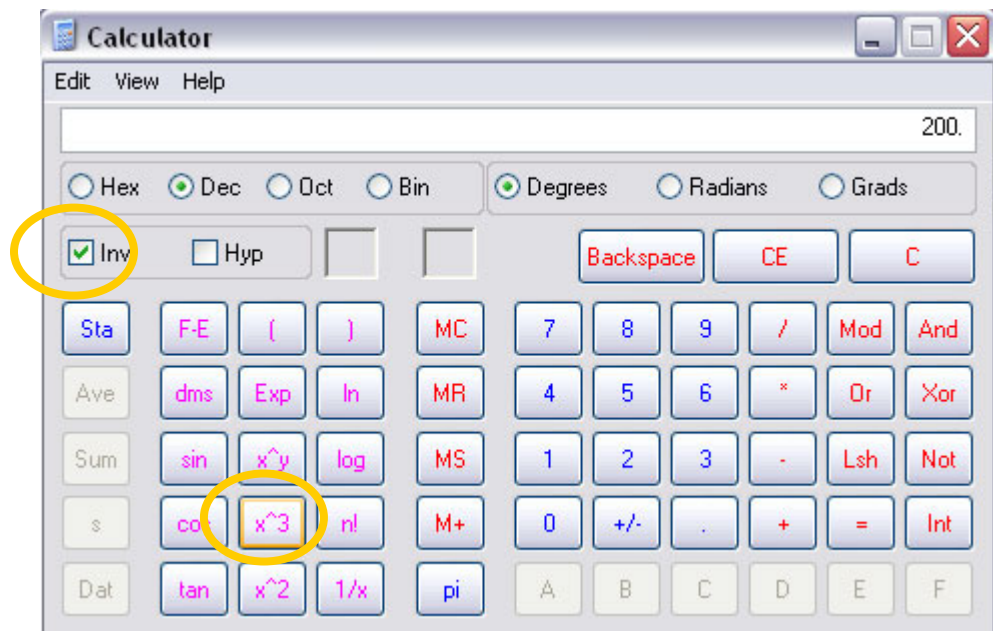 Calculator
Edit View Help
200.
Hex Dec Oct Bin Degrees Radians Grads
Inv Hyp Backspace CE C
Sta F-E ( ) MC 7 8 9 / Mod And
Ave dms Exp ln MR 4 5 6 * Or Xor
Sum sin x^y log MS 1 2 3 - Lsh Not
s cos x^3 n! M+ 0 +/- . + = Int
Dat tan x^2 1/x pi A B C D E F